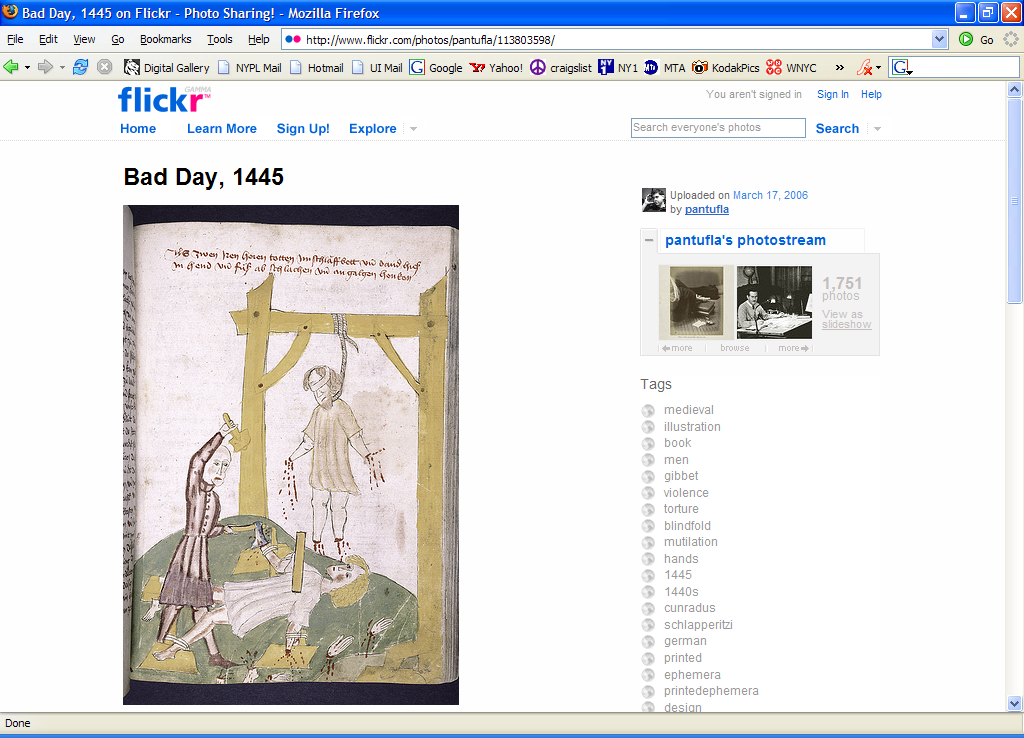 Bad Day, 1445 on Flickr - Photo Sharing! - Mozilla Firefox
File Edit View Go Bookmarks Tools Help http://www.flickr.com/photos/pantufla/113803598/ Go
Digital Gallery NYPL Mail Hotmail UI Mail Google Yahoo! craigslist NY1 MTA KodakPics WNYC »
flickr GAMMA TM
You aren't signed in Sign In Help
Home Learn More Sign Up! Explore
Search everyone's photos Search
Bad Day, 1445
Uploaded on March 17, 2006
by pantufla
pantufla's photostream
1,751
photos
View as
slideshow
more browse more
Tags
medieval
illustration
book
men
gibbet
violence
torture
blindfold
mutilation
hands
1445
1440s
cunradus
schlapperitzi
german
printed
ephemera
printedephemera
design
Done